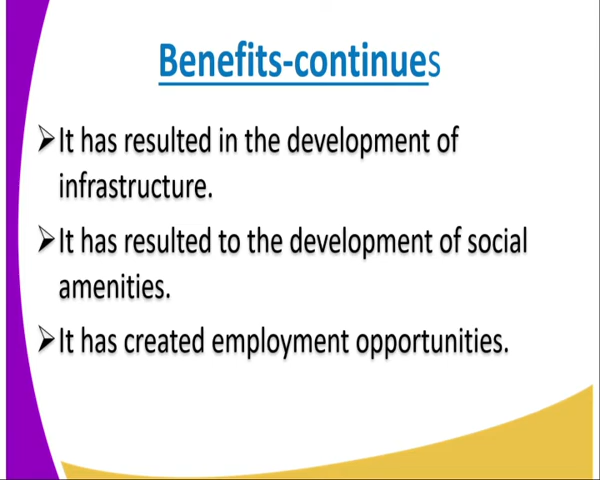 Benefits-continues
➢It has resulted in the development of
infrastructure.
➢It has resulted to the development of social
amenities.
➢It has created employment opportunities.